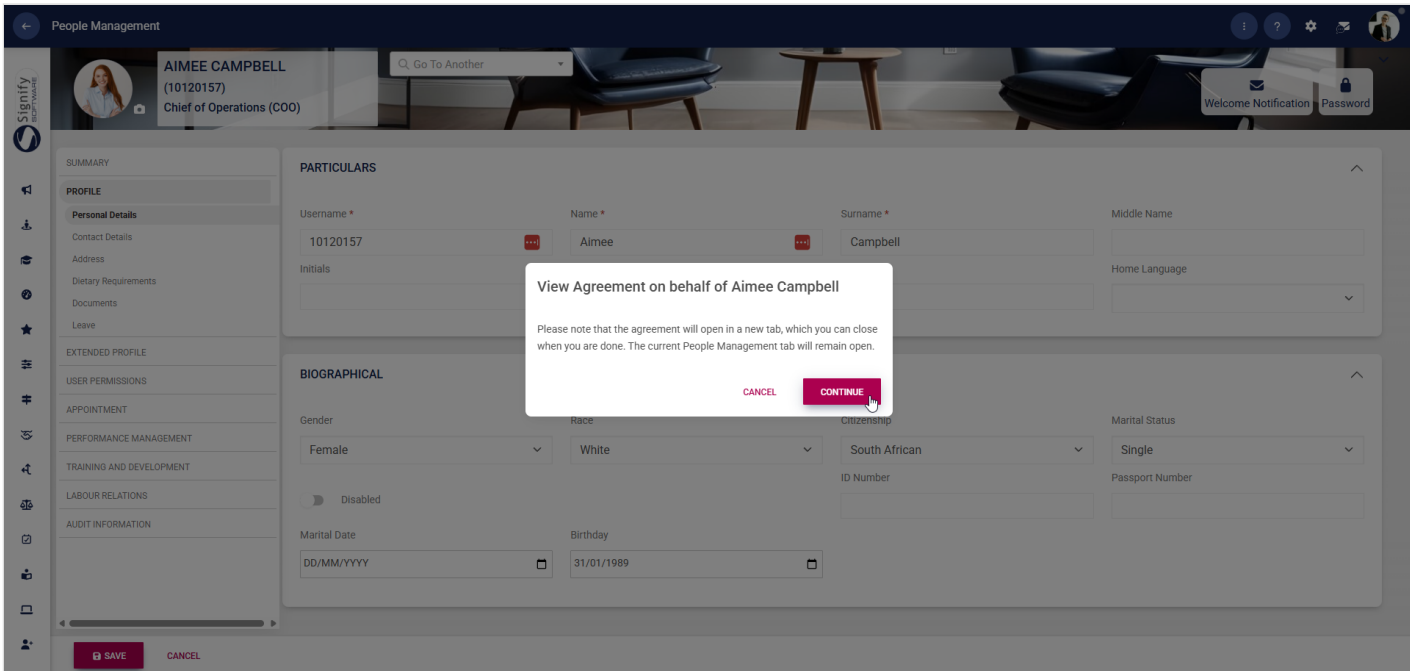 People Management
?
Signify
SOFTWARE
AIMEE CAMPBELL
(10120157)
Chief of Operations (COO)
Go To Another
Welcome Notification
Password
SUMMARY
PROFILE
Personal Details
Contact Details
Address
Dietary Requirements
Documents
Leave
EXTENDED PROFILE
USER PERMISSIONS
APPOINTMENT
PERFORMANCE MANAGEMENT
TRAINING AND DEVELOPMENT
LABOUR RELATIONS
AUDIT INFORMATION
PARTICULARS
Username *
Name *
Surname *
Middle Name
10120157
Aimee
Campbell
Initials
Home Language
View Agreement on behalf of Aimee Campbell
Please note that the agreement will open in a new tab, which you can close
when you are done. The current People Management tab will remain open.
CANCEL
CONTINUE
BIOGRAPHICAL
Gender
Race
Citizenship
Marital Status
Female
White
South African
Single
Disabled
ID Number
Passport Number
Marital Date
Birthday
DD/MM/YYYY
31/01/1989
SAVE
CANCEL